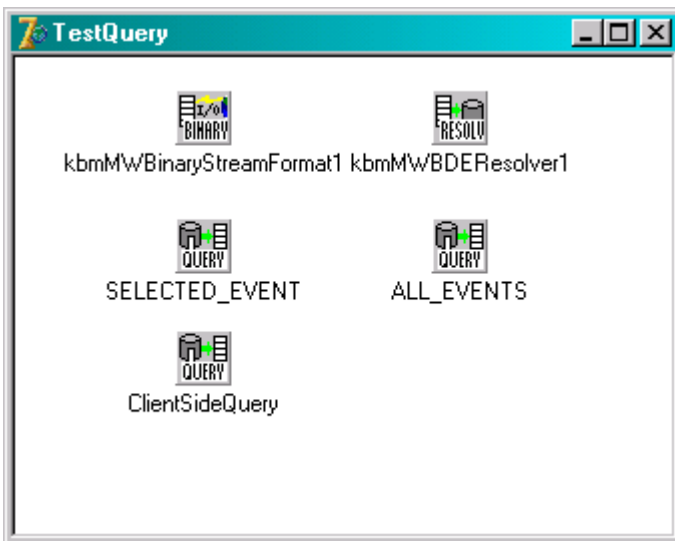 TestQuery
I/O
BINARY
RESOLV
kbmMWBinaryStreamFormat1 kbmMWBDEResolver1
QUERY QUERY
SELECTED_EVENT ALL_EVENTS
QUERY
ClientSideQuery